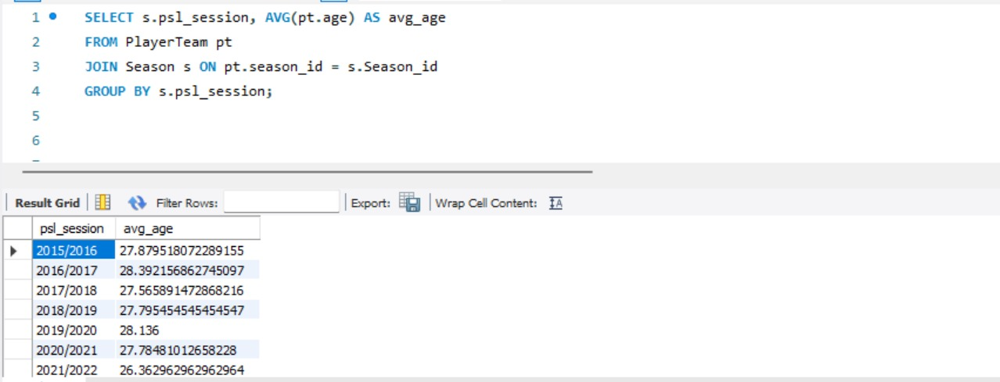 1 SELECT s.psl_session, AVG(pt.age) AS avg_age
2 FROM PlayerTeam pt
3 JOIN Season s ON pt.season_id = s.Season_id
4 GROUP BY s.psl_session;
5
6
Result Grid Filter Rows: Export: Wrap Cell Content: IA
psl_session avg_age
2015/2016 27.879518072289155
2016/2017 28.392156862745097
2017/2018 27.565891472868216
2018/2019 27.795454545454547
2019/2020 28.136
2020/2021 27.78481012658228
2021/2022 26.362962962962964